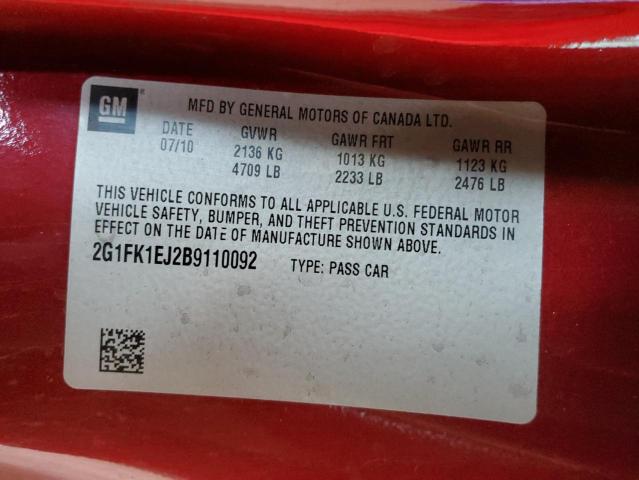 GM
MFD BY GENERAL MOTORS OF CANADA LTD.
DATE GVWR GAWR FRT GAWR RR
07/10 2136 KG 1013 KG 1123 KG
4709 LB 2233 LB 2476 LB
THIS VEHICLE CONFORMS TO ALL APPLICABLE U.S. FEDERAL MOTOR
VEHICLE SAFETY, BUMPER, AND THEFT PREVENTION STANDARDS IN
EFFECT ON THE DATE OF MANUFACTURE SHOWN ABOVE.
2G1FK1EJ2B9110092 TYPE: PASS CAR